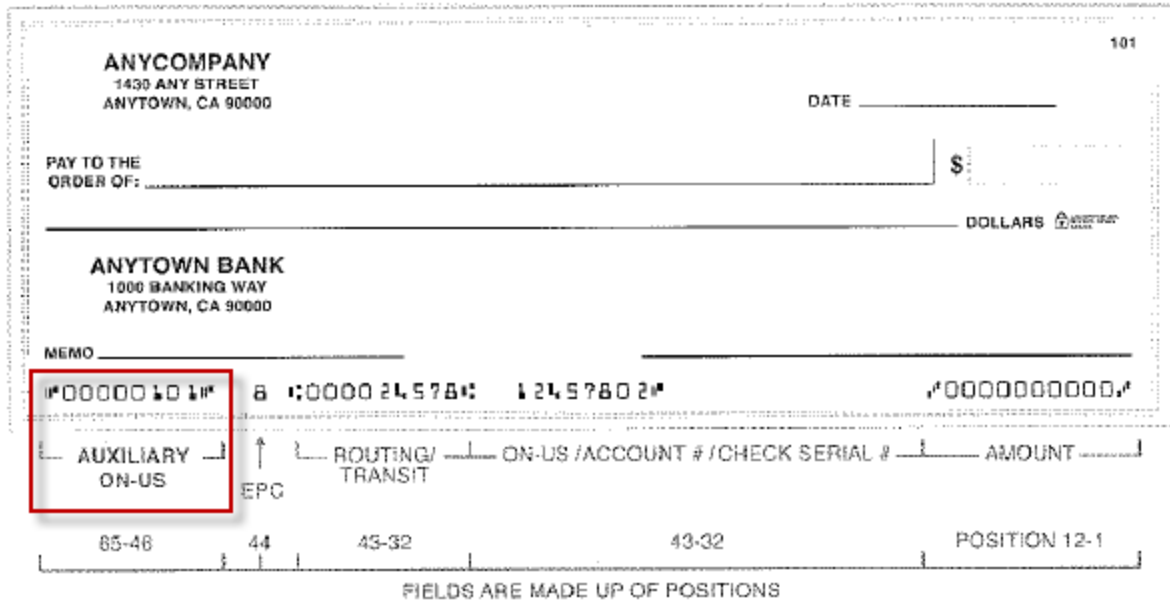 101
ANYCOMPANY
1430 ANY STREET
ANYTOWN, CA 90000
DATE
PAY TO THE
ORDER OF:
$
DOLLARS
ANYTOWN BANK
1000 BANKING WAY
ANYTOWN, CA 90000
MEMO
⑈00000101⑈ 8 ⑆000024578⑆ 12457802⑈ ⑇0000000000⑇
AUXILIARY
ON-US
EPC
ROUTING/
TRANSIT
ON-US /ACCOUNT # /CHECK SERIAL #
AMOUNT
65-46 44 43-32 43-32 POSITION 12-1
FIELDS ARE MADE UP OF POSITIONS